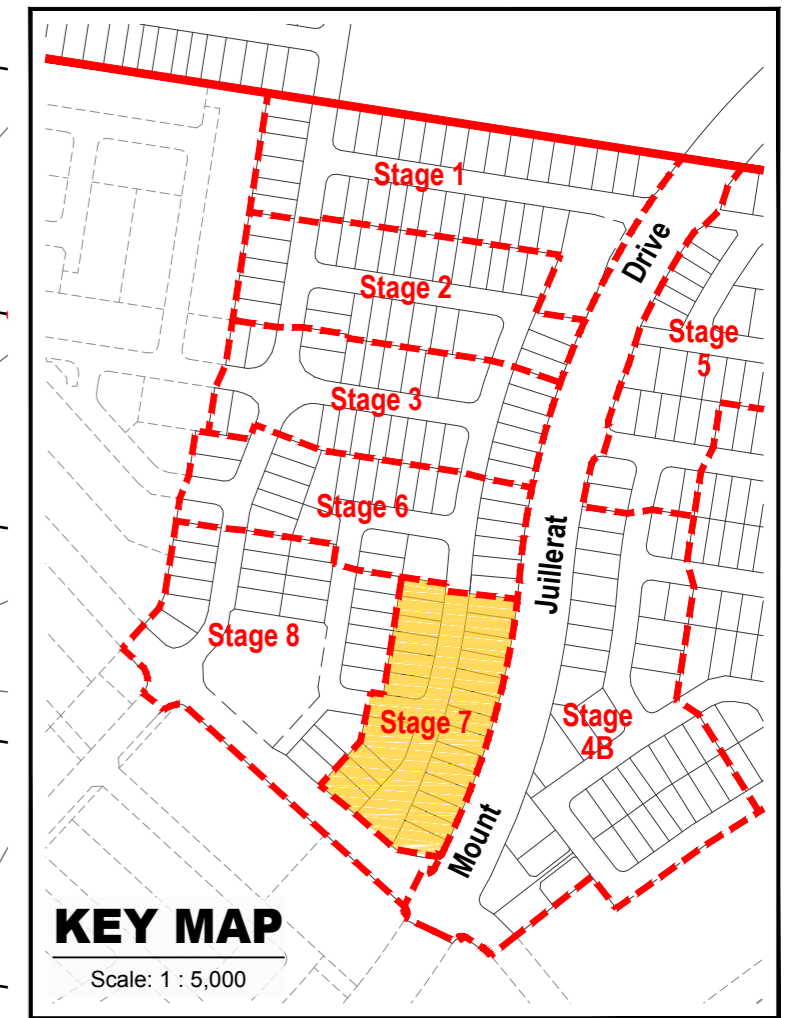 Stage 1
Drive
Stage 2
Stage
5
Stage 3
Stage 6
Juillerat
Stage 8
Stage 7
Stage
4B
Mount
KEY MAP
Scale: 1 : 5,000